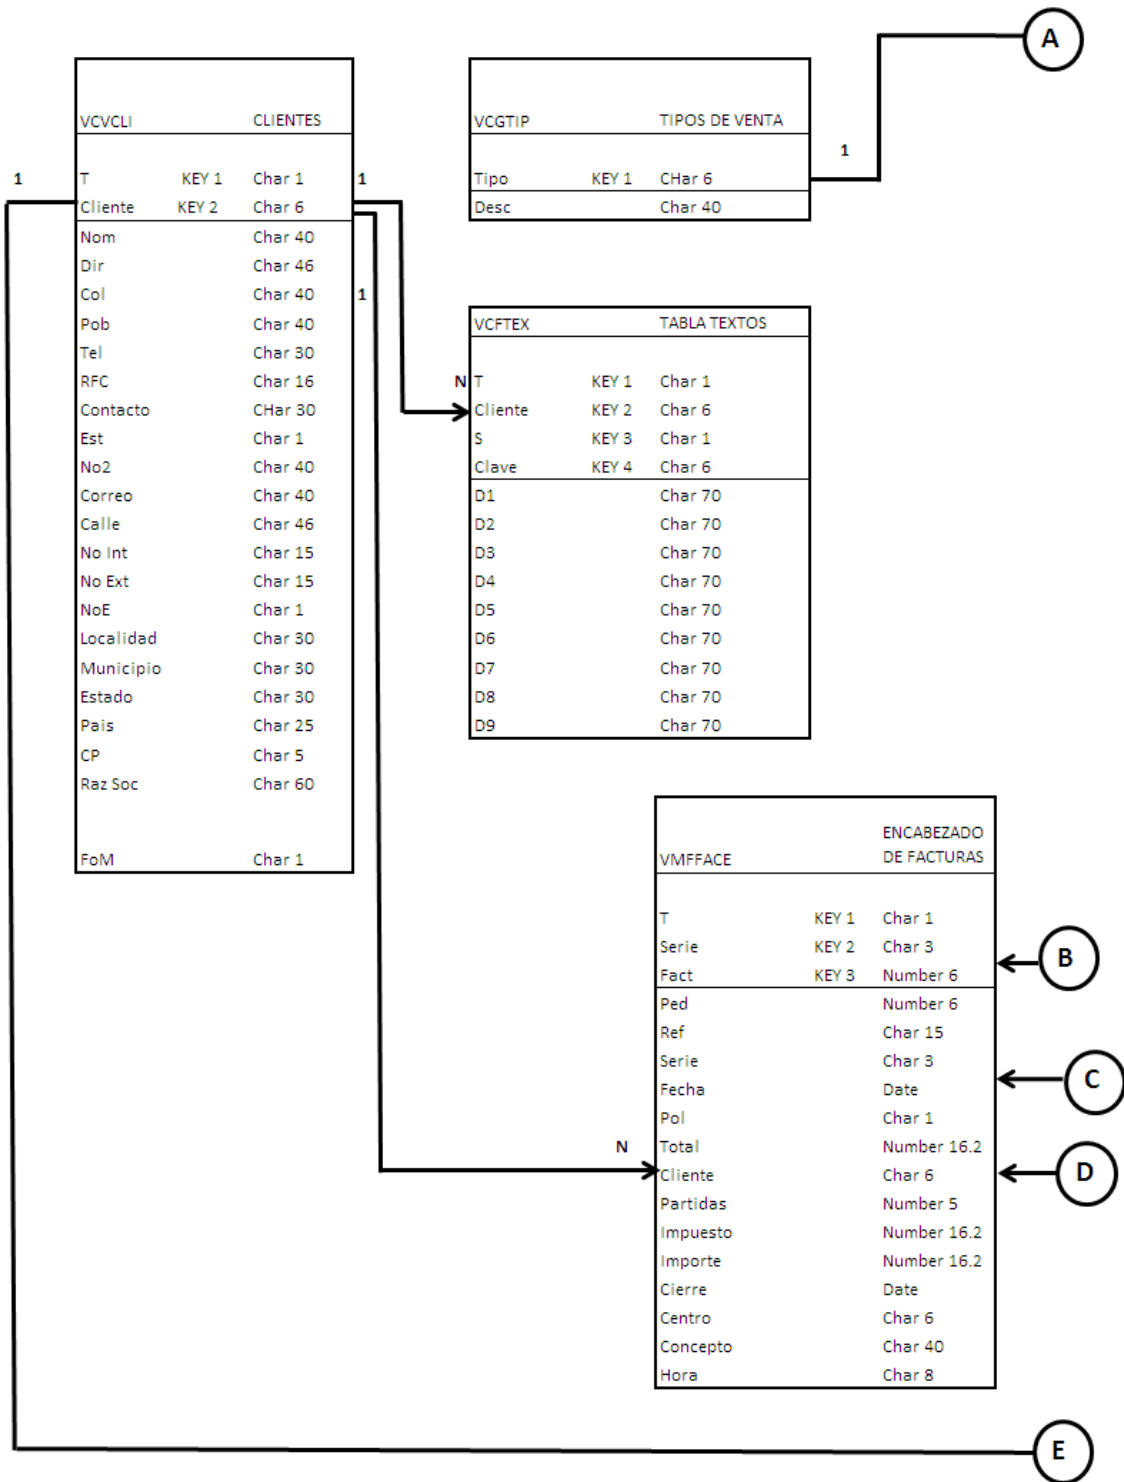 A
VCVCLI CLIENTES
1 T KEY 1 Char 1 1
Cliente KEY 2 Char 6
Nom Char 40
Dir Char 46
Col Char 40 1
Pob Char 40
Tel Char 30
RFC Char 16
Contacto CHar 30
Est Char 1
No2 Char 40
Correo Char 40
Calle Char 46
No Int Char 15
No Ext Char 15
NoE Char 1
Localidad Char 30
Municipio Char 30
Estado Char 30
Pais Char 25
CP Char 5
Raz Soc Char 60
FoM Char 1
VCGTIP TIPOS DE VENTA
1
Tipo KEY 1 CHar 6
Desc Char 40
VCFTEX TABLA TEXTOS
N T KEY 1 Char 1
Cliente KEY 2 Char 6
S KEY 3 Char 1
Clave KEY 4 Char 6
D1 Char 70
D2 Char 70
D3 Char 70
D4 Char 70
D5 Char 70
D6 Char 70
D7 Char 70
D8 Char 70
D9 Char 70
ENCABEZADO
VMFFACE DE FACTURAS
T KEY 1 Char 1
Serie KEY 2 Char 3
B
Fact KEY 3 Number 6
Ped Number 6
Ref Char 15
Serie Char 3
C
Fecha Date
Pol Char 1
N Total Number 16.2
Cliente Char 6 D
Partidas Number 5
Impuesto Number 16.2
Importe Number 16.2
Cierre Date
Centro Char 6
Concepto Char 40
Hora Char 8
E